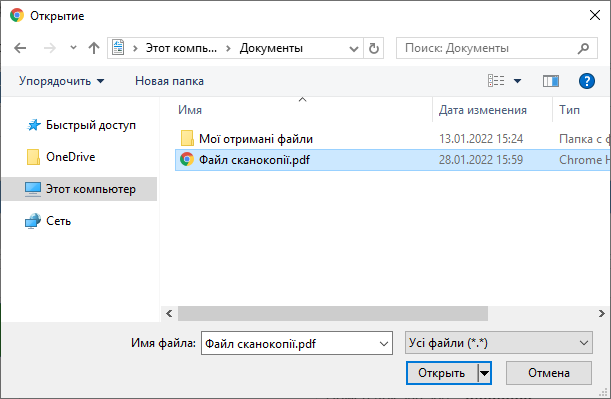 Открытие
Этот компь... Документы
Поиск: Документы
Упорядочить
Новая папка
Имя
Дата изменения
Тип
Быстрый доступ
OneDrive
Этот компьютер
Сеть
Мої отримані файли 13.01.2022 15:24 Папка с ф
Файл сканокопії.pdf 28.01.2022 15:59 Chrome H
Имя файла: Файл сканокопії.pdf Усі файли (*,*)
Открыть Отмена